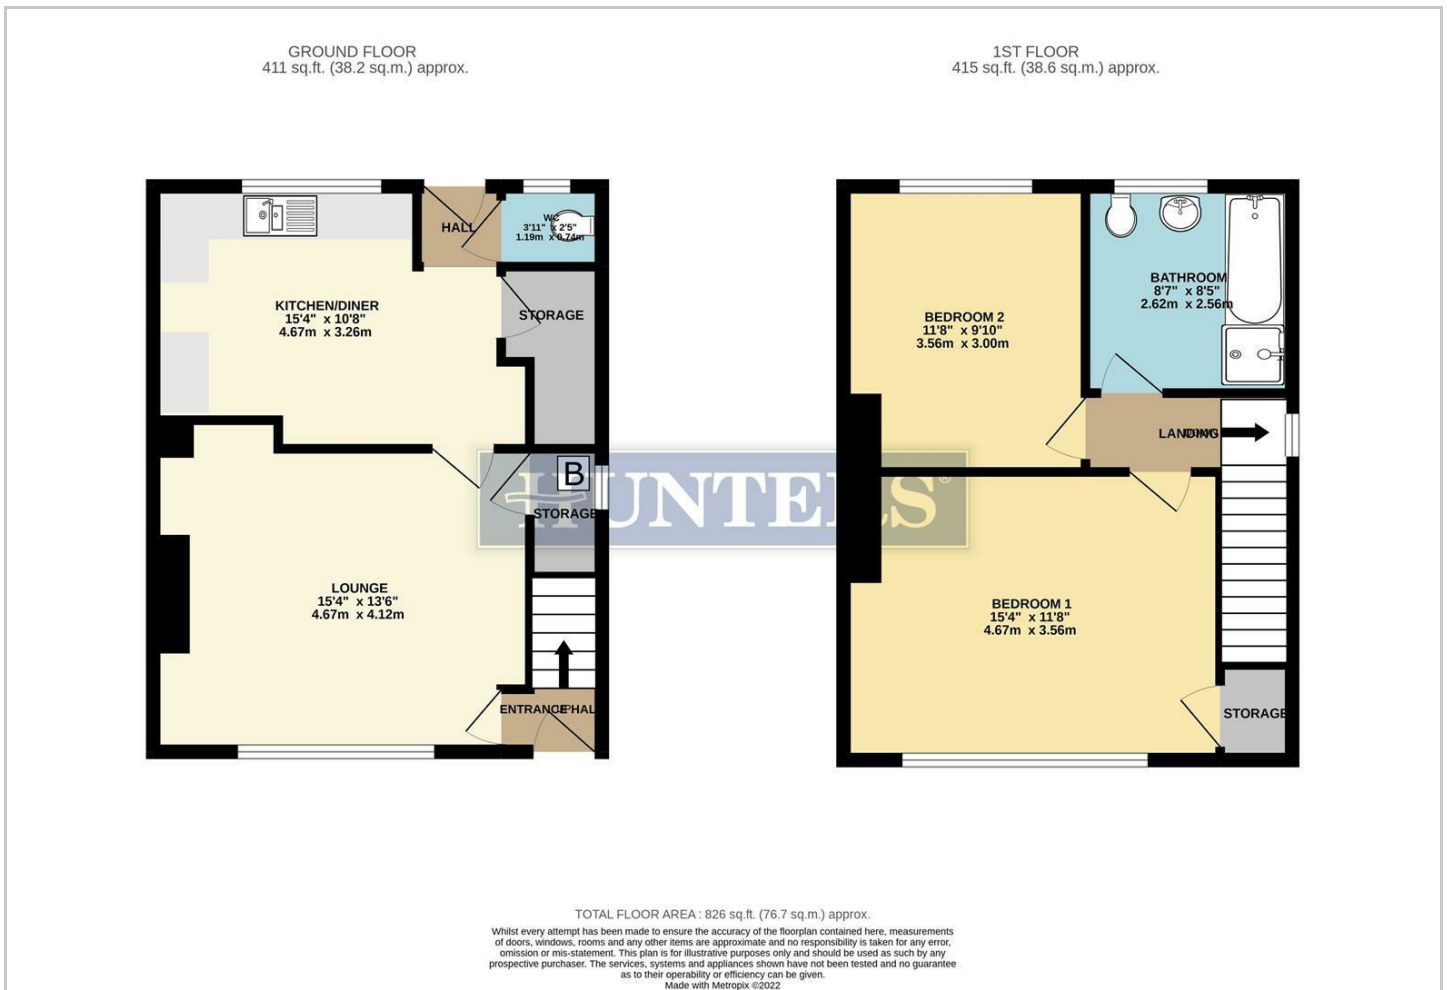 GROUND FLOOR
411 sq.ft. (38.2 sq.m.) approx.
1ST FLOOR
415 sq.ft. (38.6 sq.m.) approx.
HALL
WC
3'11" x 2'5"
1.19m x 0.74m
KITCHEN/DINER
15'4" x 10'8"
4.67m x 3.26m
STORAGE
B
STORAGE
LOUNGE
15'4" x 13'6"
4.67m x 4.12m
ENTRANCE HALL
UP
BATHROOM
8'7" x 8'5"
2.62m x 2.56m
BEDROOM 2
11'8" x 9'10"
3.56m x 3.00m
LANDING
BEDROOM 1
15'4" x 11'8"
4.67m x 3.56m
STORAGE
HUNTERS®
TOTAL FLOOR AREA : 826 sq.ft. (76.7 sq.m.) approx.
Whilst every attempt has been made to ensure the accuracy of the floorplan contained here, measurements
of doors, windows, rooms and any other items are approximate and no responsibility is taken for any error,
omission or mis-statement. This plan is for illustrative purposes only and should be used as such by any
prospective purchaser. The services, systems and appliances shown have not been tested and no guarantee
as to their operability or efficiency can be given.
Made with Metropix ©2022